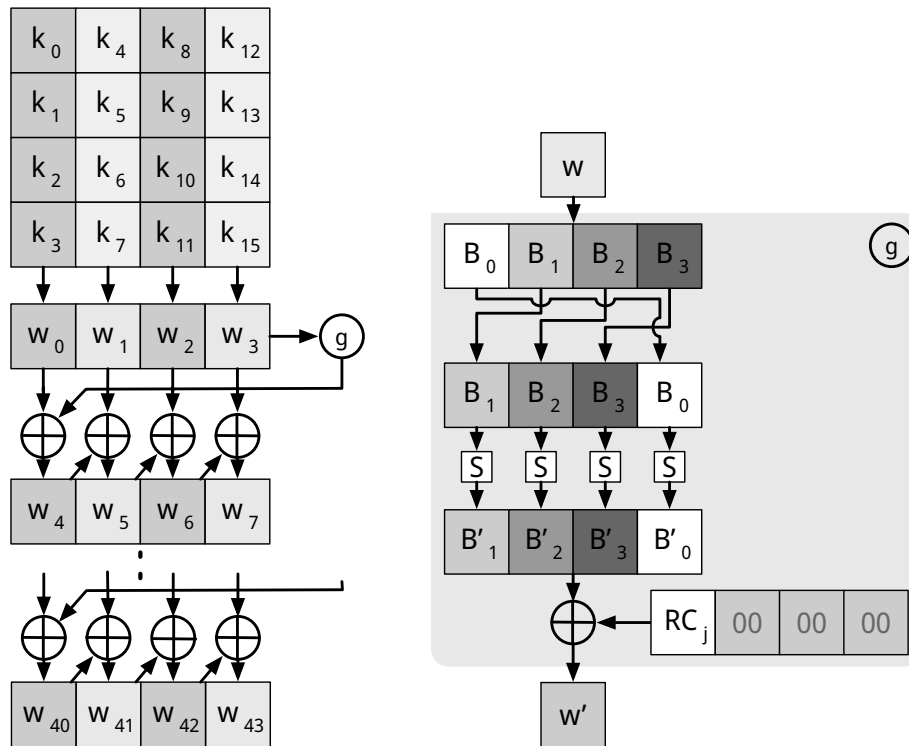 k0 k4 k8 k12
k1 k5 k9 k13
k2 k6 k10 k14
k3 k7 k11 k15
w0 w1 w2 w3 g
w4 w5 w6 w7
w40 w41 w42 w43
w
g
B0 B1 B2 B3
B1 B2 B3 B0
S S S S
B'1 B'2 B'3 B'0
RCj 00 00 00
w'